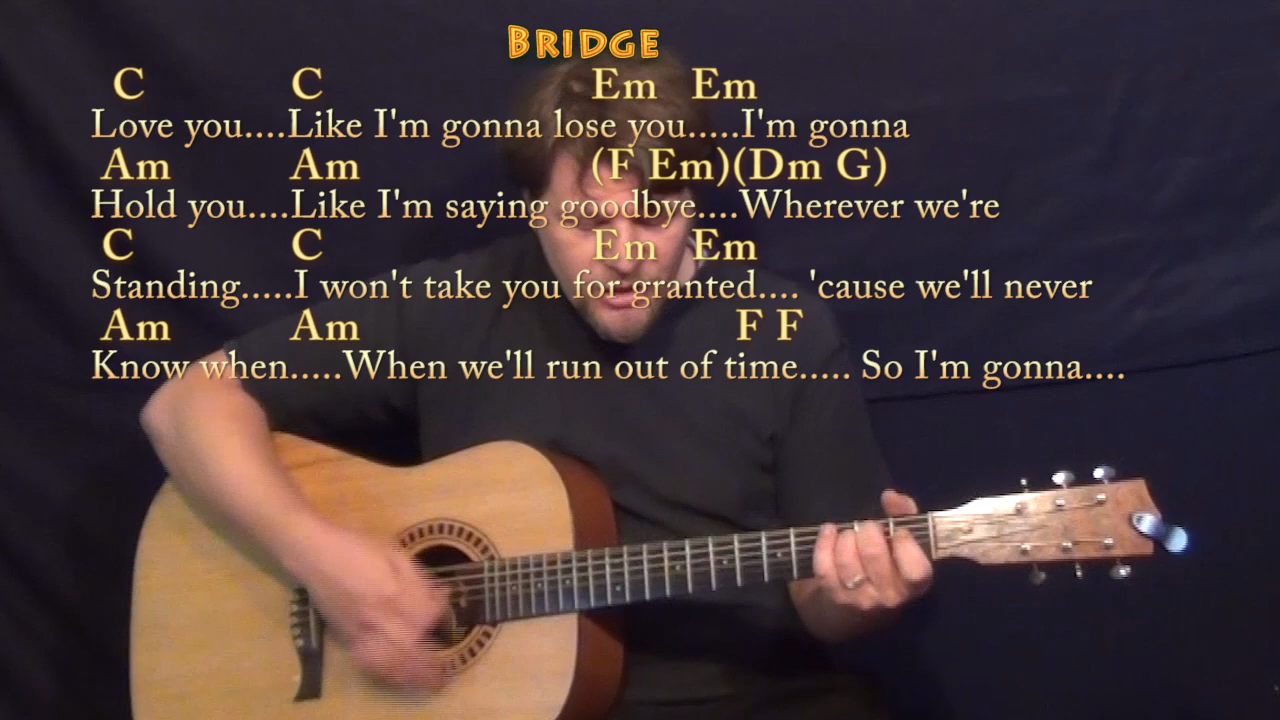 Bridge
C C Em Em
Love you....Like I'm gonna lose you.....I'm gonna
Am Am (F Em)(Dm G)
Hold you....Like I'm saying goodbye....Wherever we're
C C Em Em
Standing.....I won't take you for granted.... 'cause we'll never
Am Am F F
Know when.....When we'll run out of time..... So I'm gonna....